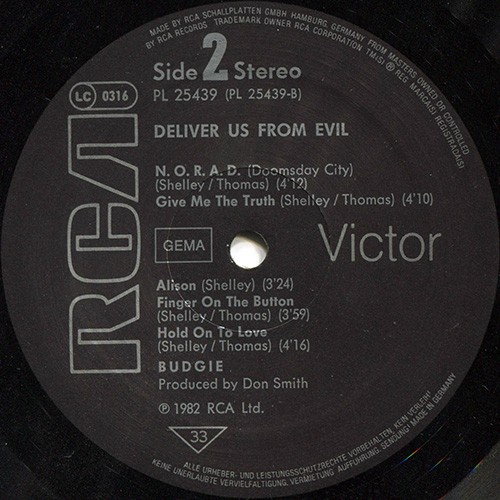 MADE BY RCA SCHALLPLATTEN GMBH HAMBURG, GERMANY FROM MASTERS OWNED OR CONTROLLED
BY RCA RECORDS TRADEMARK OWNER RCA CORPORATION TM(S) ® REG MARCA(S) REGISTRADA(S)
Side 2 Stereo
PL 25439 (PL 25439-B)
LC 0316
DELIVER US FROM EVIL
N.O.R.A.D. (Doomsday City)
(Shelley/Thomas) (4'12)
Give Me The Truth (Shelley/Thomas) (4'10)
RCA
GEMA
Victor
Alison (Shelley) (3'24)
Finger On The Button
(Shelley/Thomas) (3'59)
Hold On To Love
(Shelley/Thomas) (4'16)
BUDGIE
Produced by Don Smith
℗ 1982 RCA Ltd.
33
ALLE URHEBER- UND LEISTUNGSSCHUTZRECHTE VORBEHALTEN, KEIN VERLEIH!
KEINE UNERLAUBTE VERVIELFÄLTIGUNG, VERMIETUNG, AUFFÜHRUNG, SENDUNG!